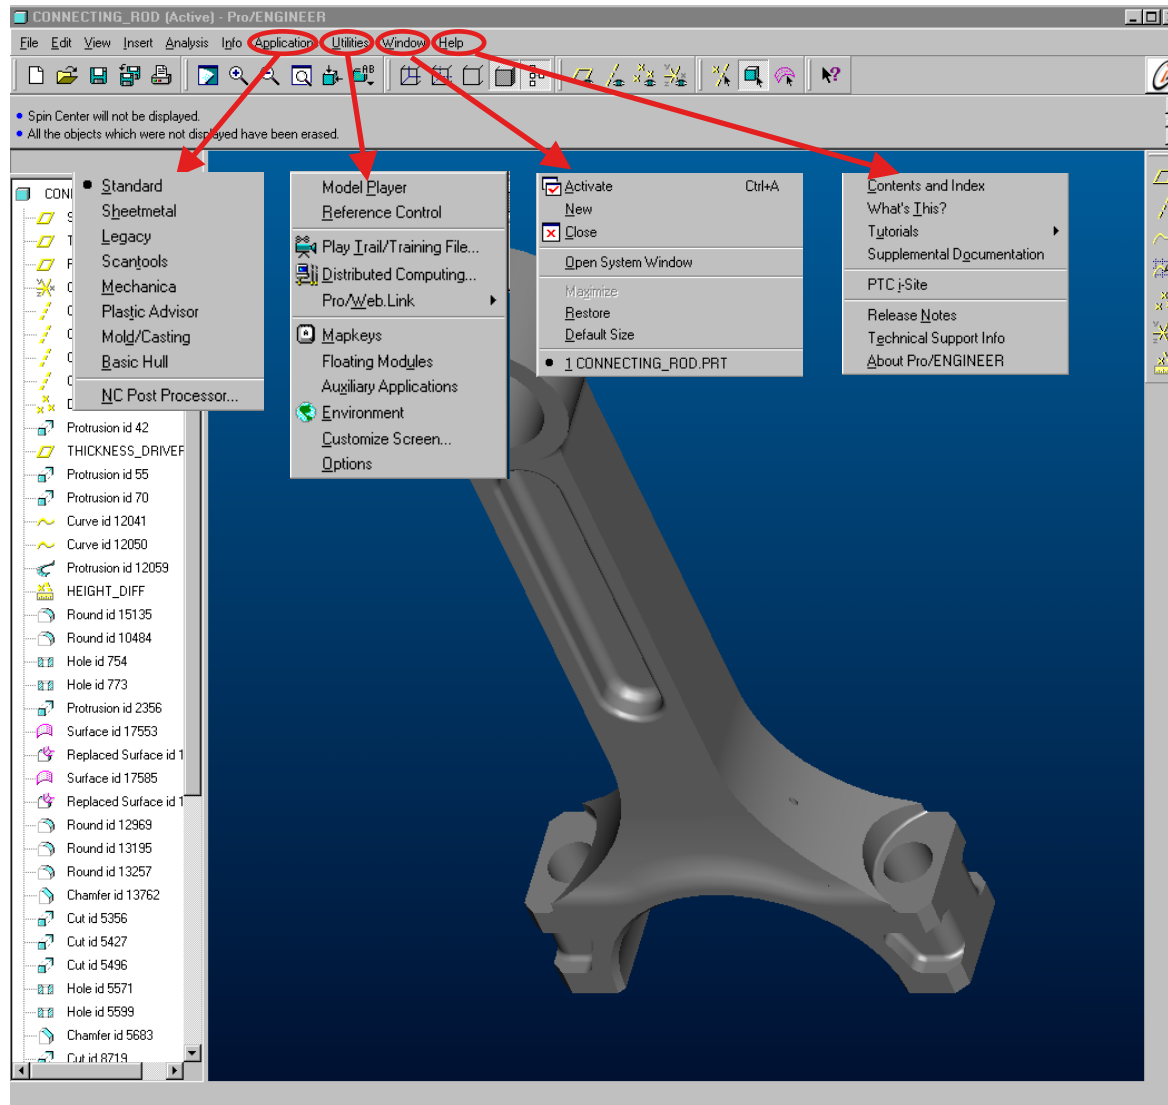 CONNECTING_ROD (Active) - Pro/ENGINEER
File Edit View Insert Analysis Info Application Utilities Window Help
Spin Center will not be displayed.
All the objects which were not displayed have been erased.
Standard
Sheetmetal
Legacy
Scantools
Mechanica
Plastic Advisor
Mold/Casting
Basic Hull
NC Post Processor...
Model Player
Reference Control
Play Trail/Training File...
Distributed Computing...
Pro/Web.Link
Mapkeys
Floating Modules
Auxiliary Applications
Environment
Customize Screen...
Options
Activate Ctrl+A
New
Close
Open System Window
Maximize
Restore
Default Size
1 CONNECTING_ROD.PRT
Contents and Index
What's This?
Tutorials
Supplemental Documentation
PTC j-Site
Release Notes
Technical Support Info
About Pro/ENGINEER
Protrusion id 42
THICKNESS_DRIVER
Protrusion id 55
Protrusion id 70
Curve id 12041
Curve id 12050
Protrusion id 12059
HEIGHT_DIFF
Round id 15135
Round id 10484
Hole id 754
Hole id 773
Protrusion id 2356
Surface id 17553
Replaced Surface id 1
Surface id 17585
Replaced Surface id 1
Round id 12969
Round id 13195
Round id 13257
Chamfer id 13762
Cut id 5356
Cut id 5427
Cut id 5496
Hole id 5571
Hole id 5599
Chamfer id 5683
Cut id 8719